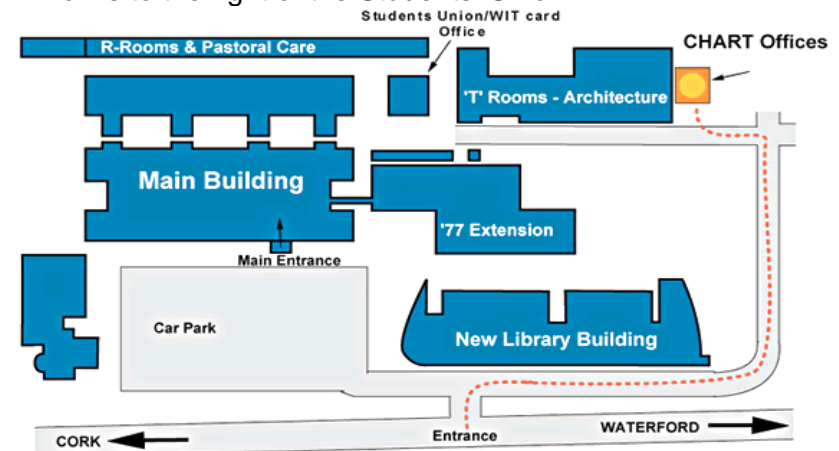 Students Union/WIT card
Office
R-Rooms & Pastoral Care
CHART Offices
'T' Rooms - Architecture
Main Building
'77 Extension
Main Entrance
Car Park
New Library Building
WATERFORD
Entrance
CORK